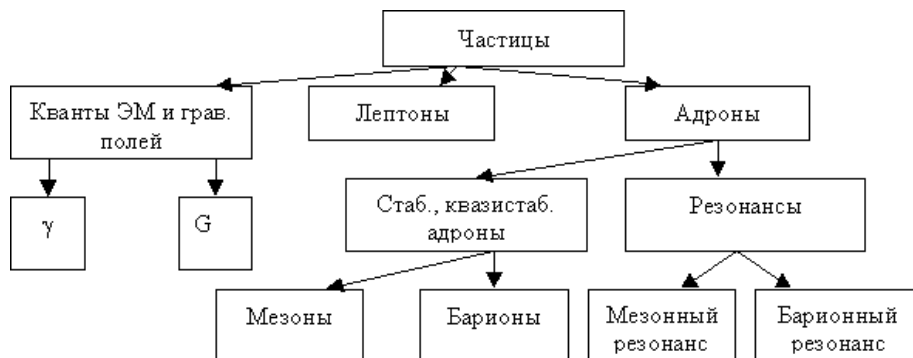 Частицы
Кванты ЭМ и грав.
полей
Лептоны
Адроны
γ
G
Стаб., квазистаб.
адроны
Резонансы
Мезоны
Барионы
Мезонный
резонанс
Барионный
резонанс